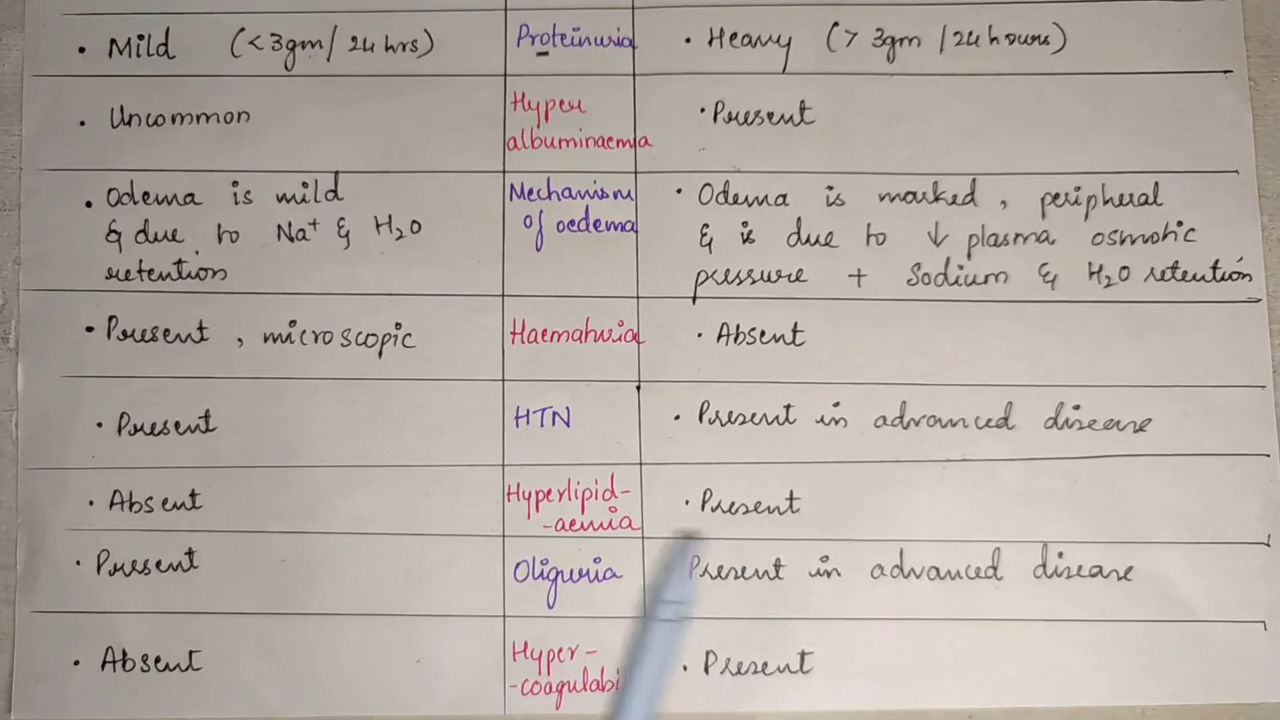 • Mild (<3gm/24 hrs) Proteinuria • Heavy (>3gm/24 hours)
• Uncommon Hyper • Present
albuminaemia
• Odema is mild Mechanism • Odema is marked, peripheral
& due to Na+ & H2O of oedema & is due to ↓ plasma osmotic
retention pressure + Sodium & H2O retention
• Present, microscopic Haematuria • Absent
• Present HTN • Present in advanced disease
• Absent Hyperlipid- • Present
-aemia
• Present Oliguria Present in advanced disease
• Absent Hyper- • Present
-coagulabi